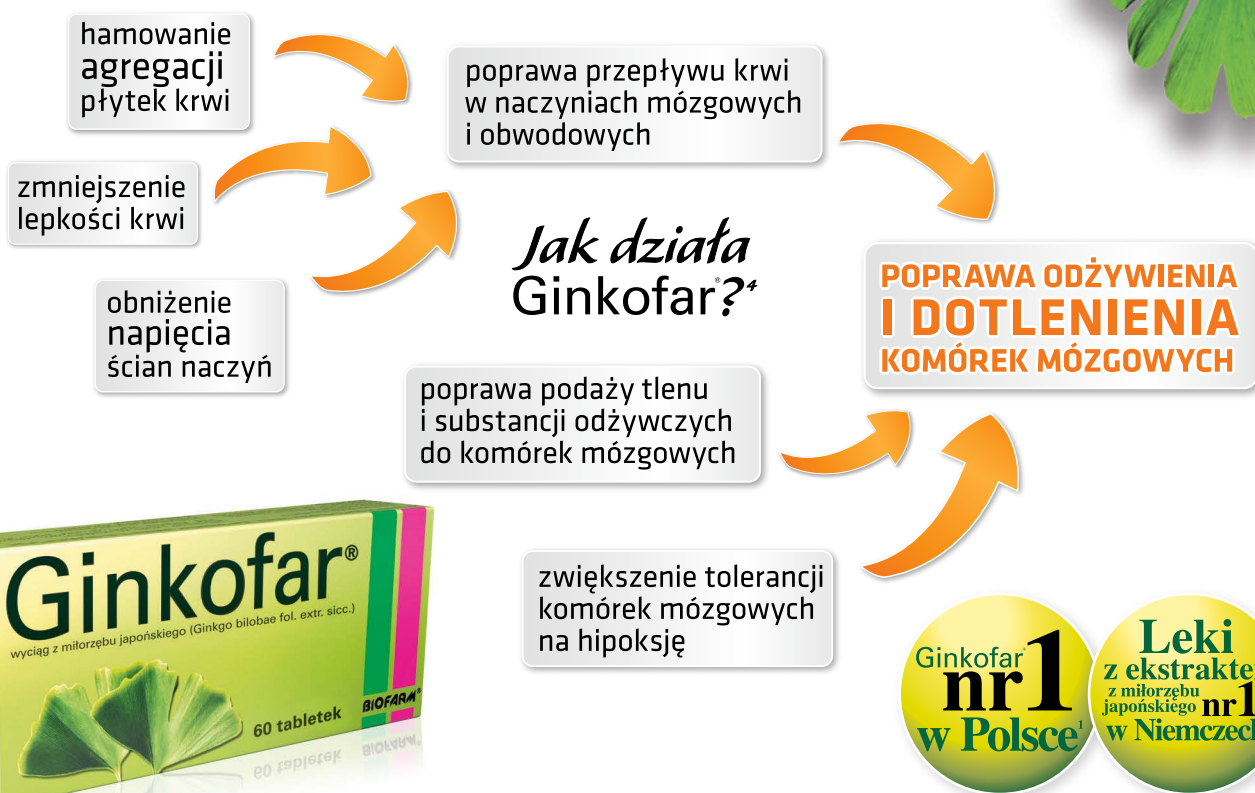 hamowanie
agregacji
płytek krwi
poprawa przepływu krwi
w naczyniach mózgowych
i obwodowych
zmniejszenie
lepkości krwi
obniżenie
napięcia
ścian naczyń
Jak działa
Ginkofar®?⁴
POPRAWA ODŻYWIENIA
I DOTLENIENIA
KOMÓREK MÓZGOWYCH
poprawa podaży tlenu
i substancji odżywczych
do komórek mózgowych
zwiększenie tolerancji
komórek mózgowych
na hipoksję
Ginkofar®
wyciąg z miłorzębu japońskiego (Ginkgo bilobae fol. extr. sicc.)
60 tabletek
BIOFARM®
Ginkofar®
nr1
w Polsce¹
Leki
z ekstrakte
z miłorzębu
japońskiego nr1
w Niemczech